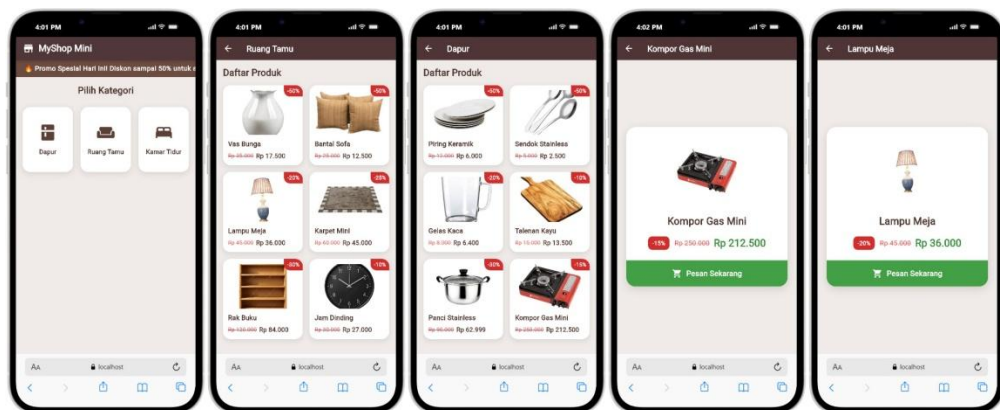 4:01 PM
MyShop Mini
🔥 Promo Spesial Hari Ini! Diskon sampai 50% untuk
Pilih Kategori
Dapur Ruang Tamu Kamar Tidur
AA localhost
4:01 PM
← Ruang Tamu
Daftar Produk
-50% -50%
Vas Bunga Bantal Sofa
Rp 35.000 Rp 17.500 Rp 25.000 Rp 12.500
-20% -25%
Lampu Meja Karpet Mini
Rp 45.000 Rp 36.000 Rp 60.000 Rp 45.000
-30% -10%
Rak Buku Jam Dinding
Rp 120.000 Rp 84.000 Rp 30.000 Rp 27.000
AA localhost
4:01 PM
← Dapur
Daftar Produk
-50% -50%
Piring Keramik Sendok Stainless
Rp 12.000 Rp 6.000 Rp 5.000 Rp 2.500
-20% -10%
Gelas Kaca Talenan Kayu
Rp 8.000 Rp 6.400 Rp 15.000 Rp 13.500
-30% -15%
Panci Stainless Kompor Gas Mini
Rp 90.000 Rp 62.999 Rp 250.000 Rp 212.500
AA localhost
4:02 PM
← Kompor Gas Mini
Kompor Gas Mini
-15% Rp 250.000 Rp 212.500
Pesan Sekarang
AA localhost
4:01 PM
← Lampu Meja
Lampu Meja
-20% Rp 45.000 Rp 36.000
Pesan Sekarang
AA localhost